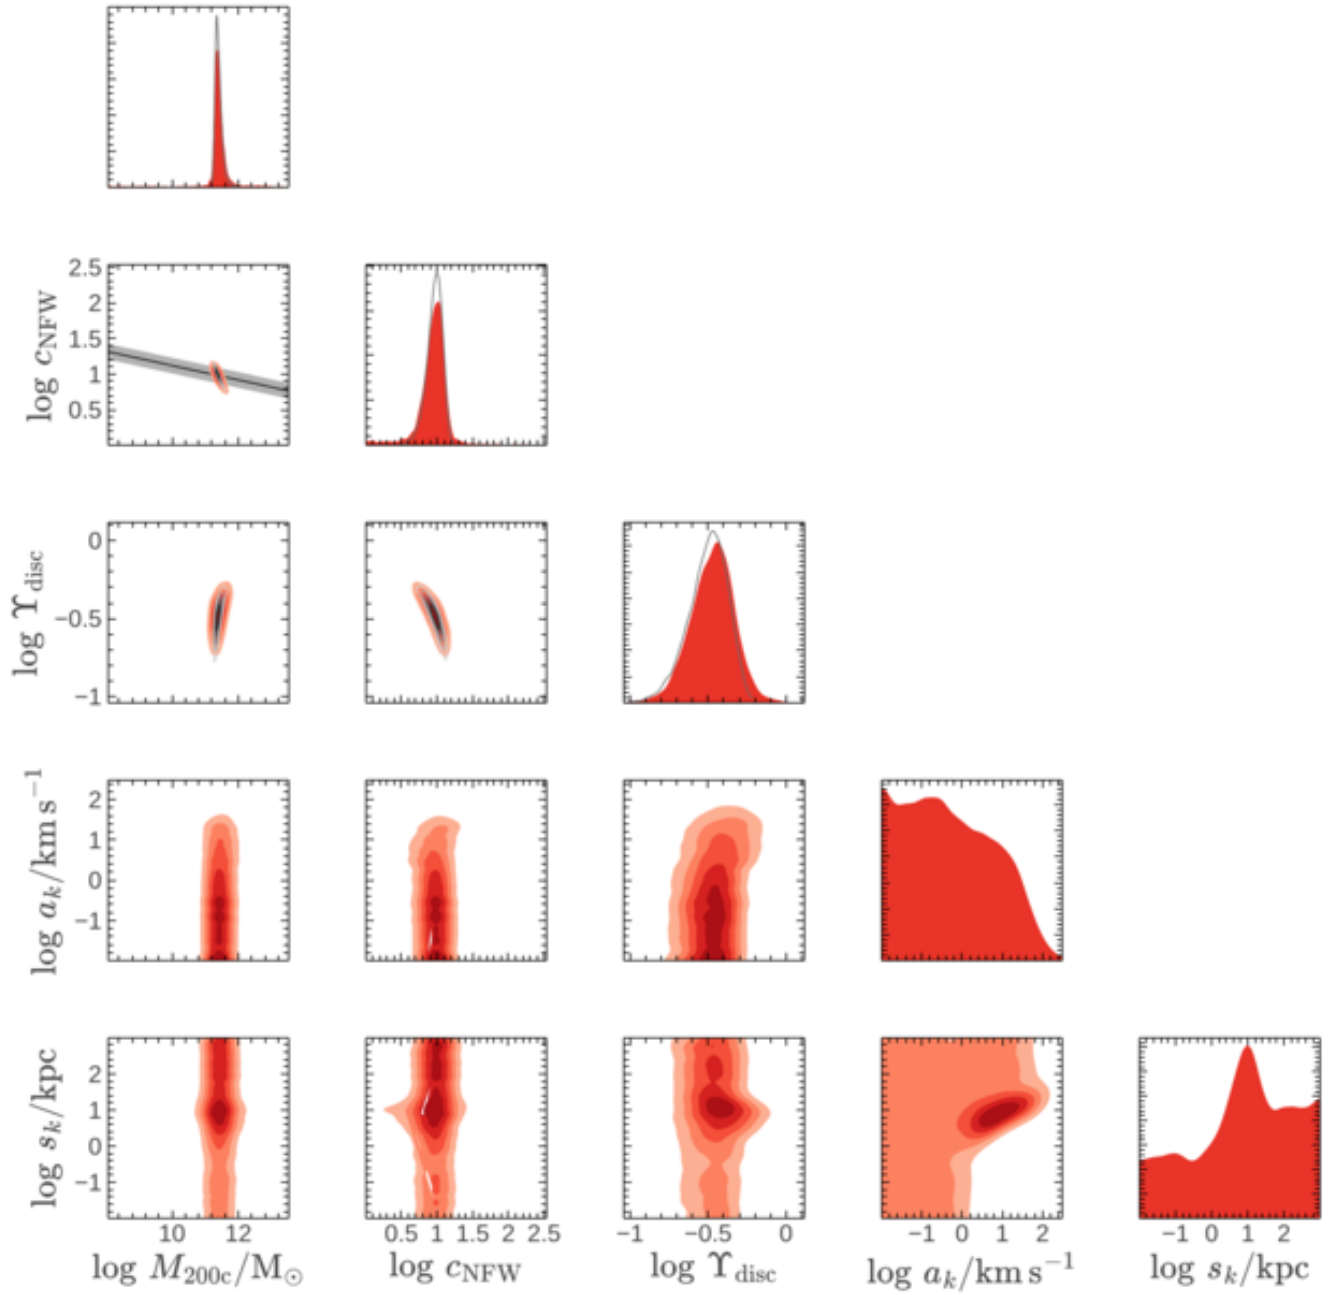 2.5
2
1.5
1
0.5
log c_NFW
0
−0.5
−1
log ϒ_disc
2
1
0
−1
log a_k/km s⁻¹
2
1
0
−1
log s_k/kpc
10 12
0.5 1 1.5 2 2.5
−1 −0.5 0
−1 0 1 2
−1 0 1 2
log M_200c/M_⊙
log c_NFW
log ϒ_disc
log a_k/km s⁻¹
log s_k/kpc